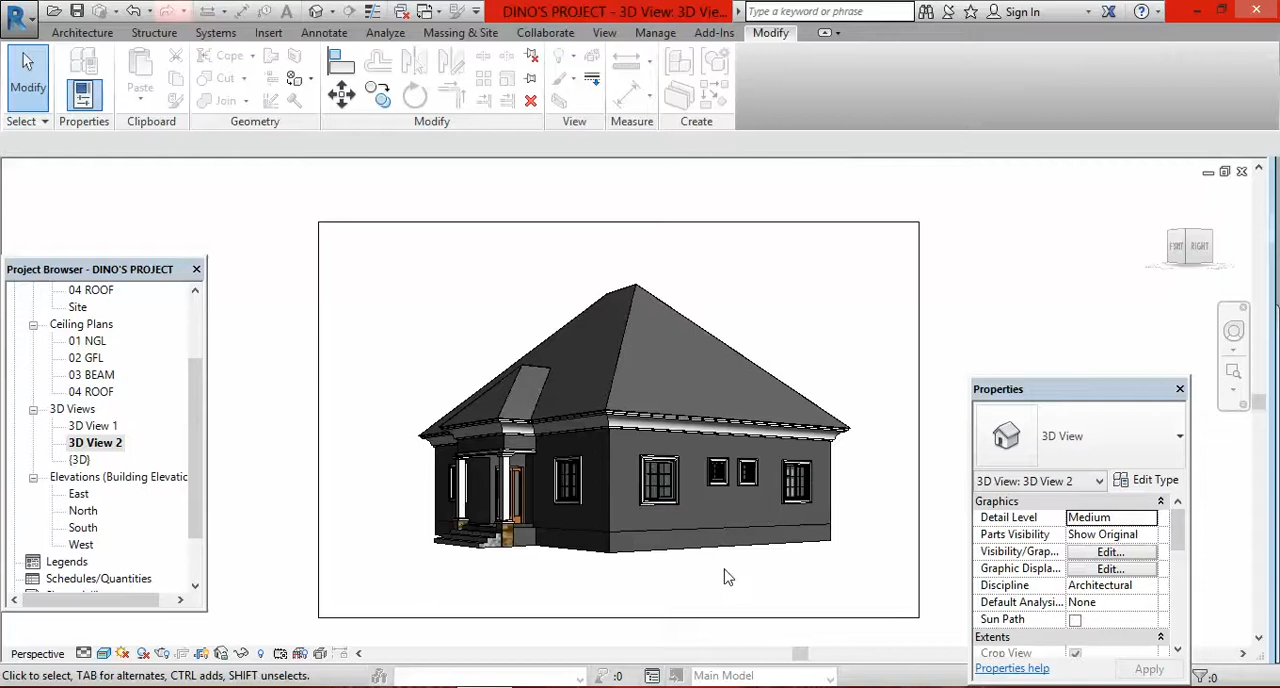 R
DINO'S PROJECT - 3D View: 3D Vie...
Type a keyword or phrase
Sign In
Architecture
Structure
Systems
Insert
Annotate
Analyze
Massing & Site
Collaborate
View
Manage
Add-Ins
Modify
Modify
Paste
Cope
Cut
Join
Select
Properties
Clipboard
Geometry
Modify
View
Measure
Create
Project Browser - DINO'S PROJECT
04 ROOF
Site
Ceiling Plans
01 NGL
02 GFL
03 BEAM
04 ROOF
3D Views
3D View 1
3D View 2
{3D}
Elevations (Building Elevatic
East
North
South
West
Legends
Schedules/Quantities
RIGHT
Properties
3D View
3D View: 3D View 2
Edit Type
Graphics
Detail Level Medium
Parts Visibility Show Original
Visibility/Grap... Edit...
Graphic Displa... Edit...
Discipline Architectural
Default Analysi... None
Sun Path
Extents
Crop View
Properties help
Apply
Perspective
Click to select, TAB for alternates, CTRL adds, SHIFT unselects.
:0
Main Model
:0